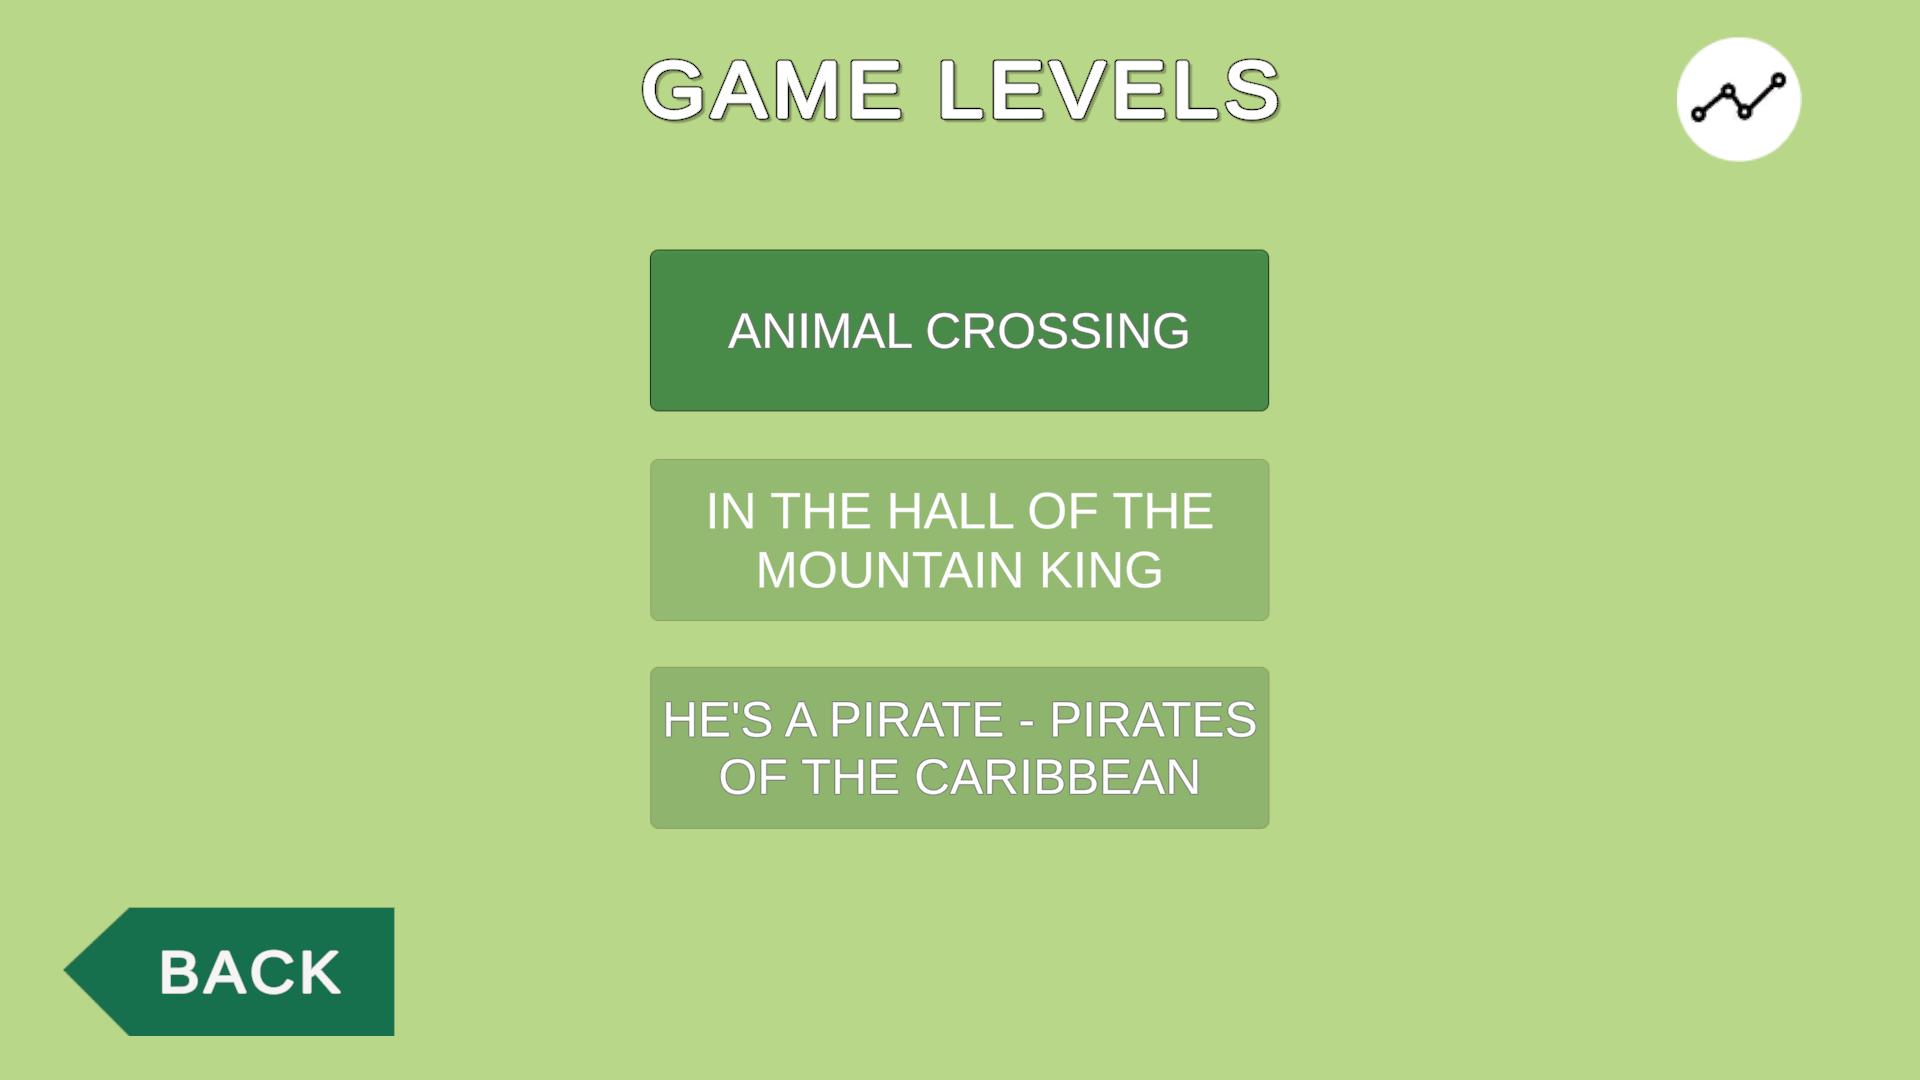 GAME LEVELS
ANIMAL CROSSING
IN THE HALL OF THE
MOUNTAIN KING
HE'S A PIRATE - PIRATES
OF THE CARIBBEAN
BACK